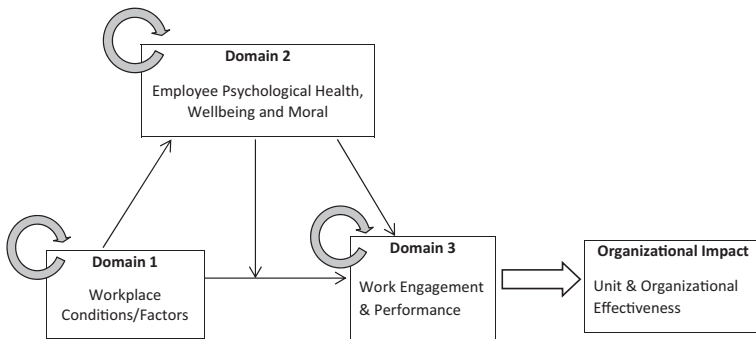 Domain 2
Employee Psychological Health,
Wellbeing and Moral
Domain 1
Workplace
Conditions/Factors
Domain 3
Work Engagement
& Performance
Organizational Impact
Unit & Organizational
Effectiveness